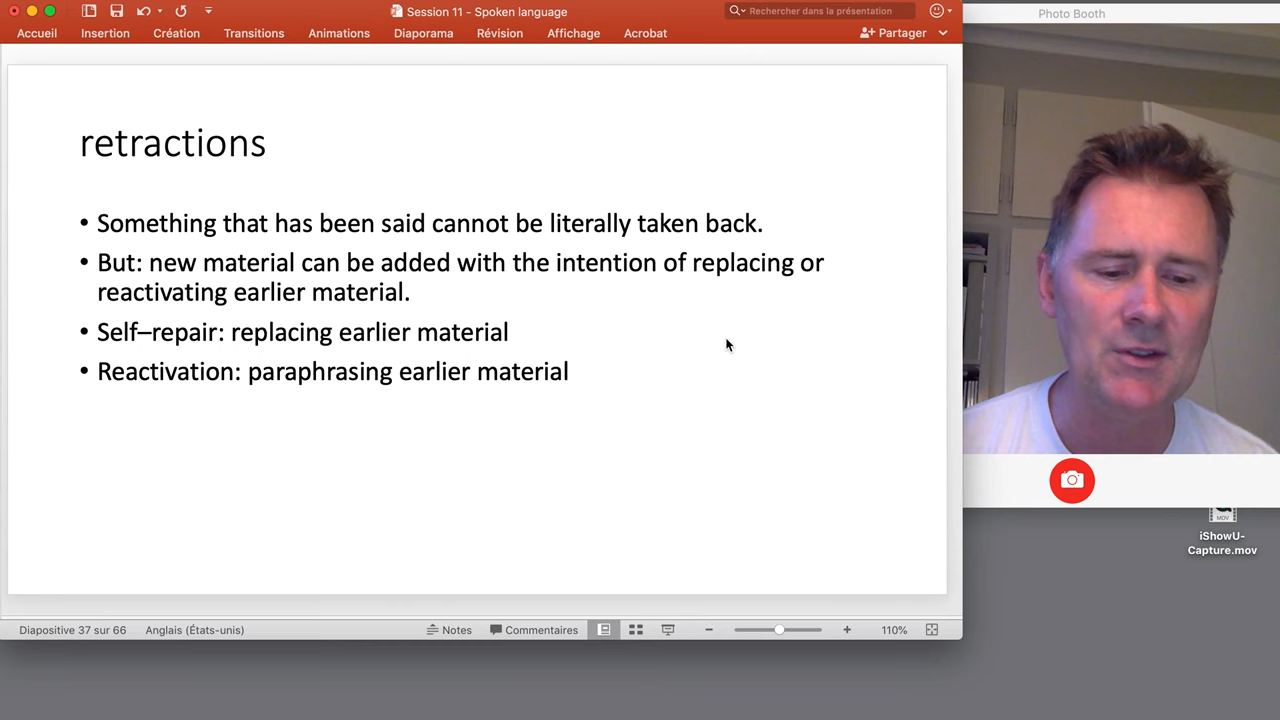 Session 11 - Spoken language
Rechercher dans la présentation
Accueil Insertion Création Transitions Animations Diaporama Révision Affichage Acrobat Partager
Photo Booth
retractions
• Something that has been said cannot be literally taken back.
• But: new material can be added with the intention of replacing or
reactivating earlier material.
• Self–repair: replacing earlier material
• Reactivation: paraphrasing earlier material
MOV
iShowU-
Capture.mov
Diapositive 37 sur 66 Anglais (États-unis) Notes Commentaires 110%